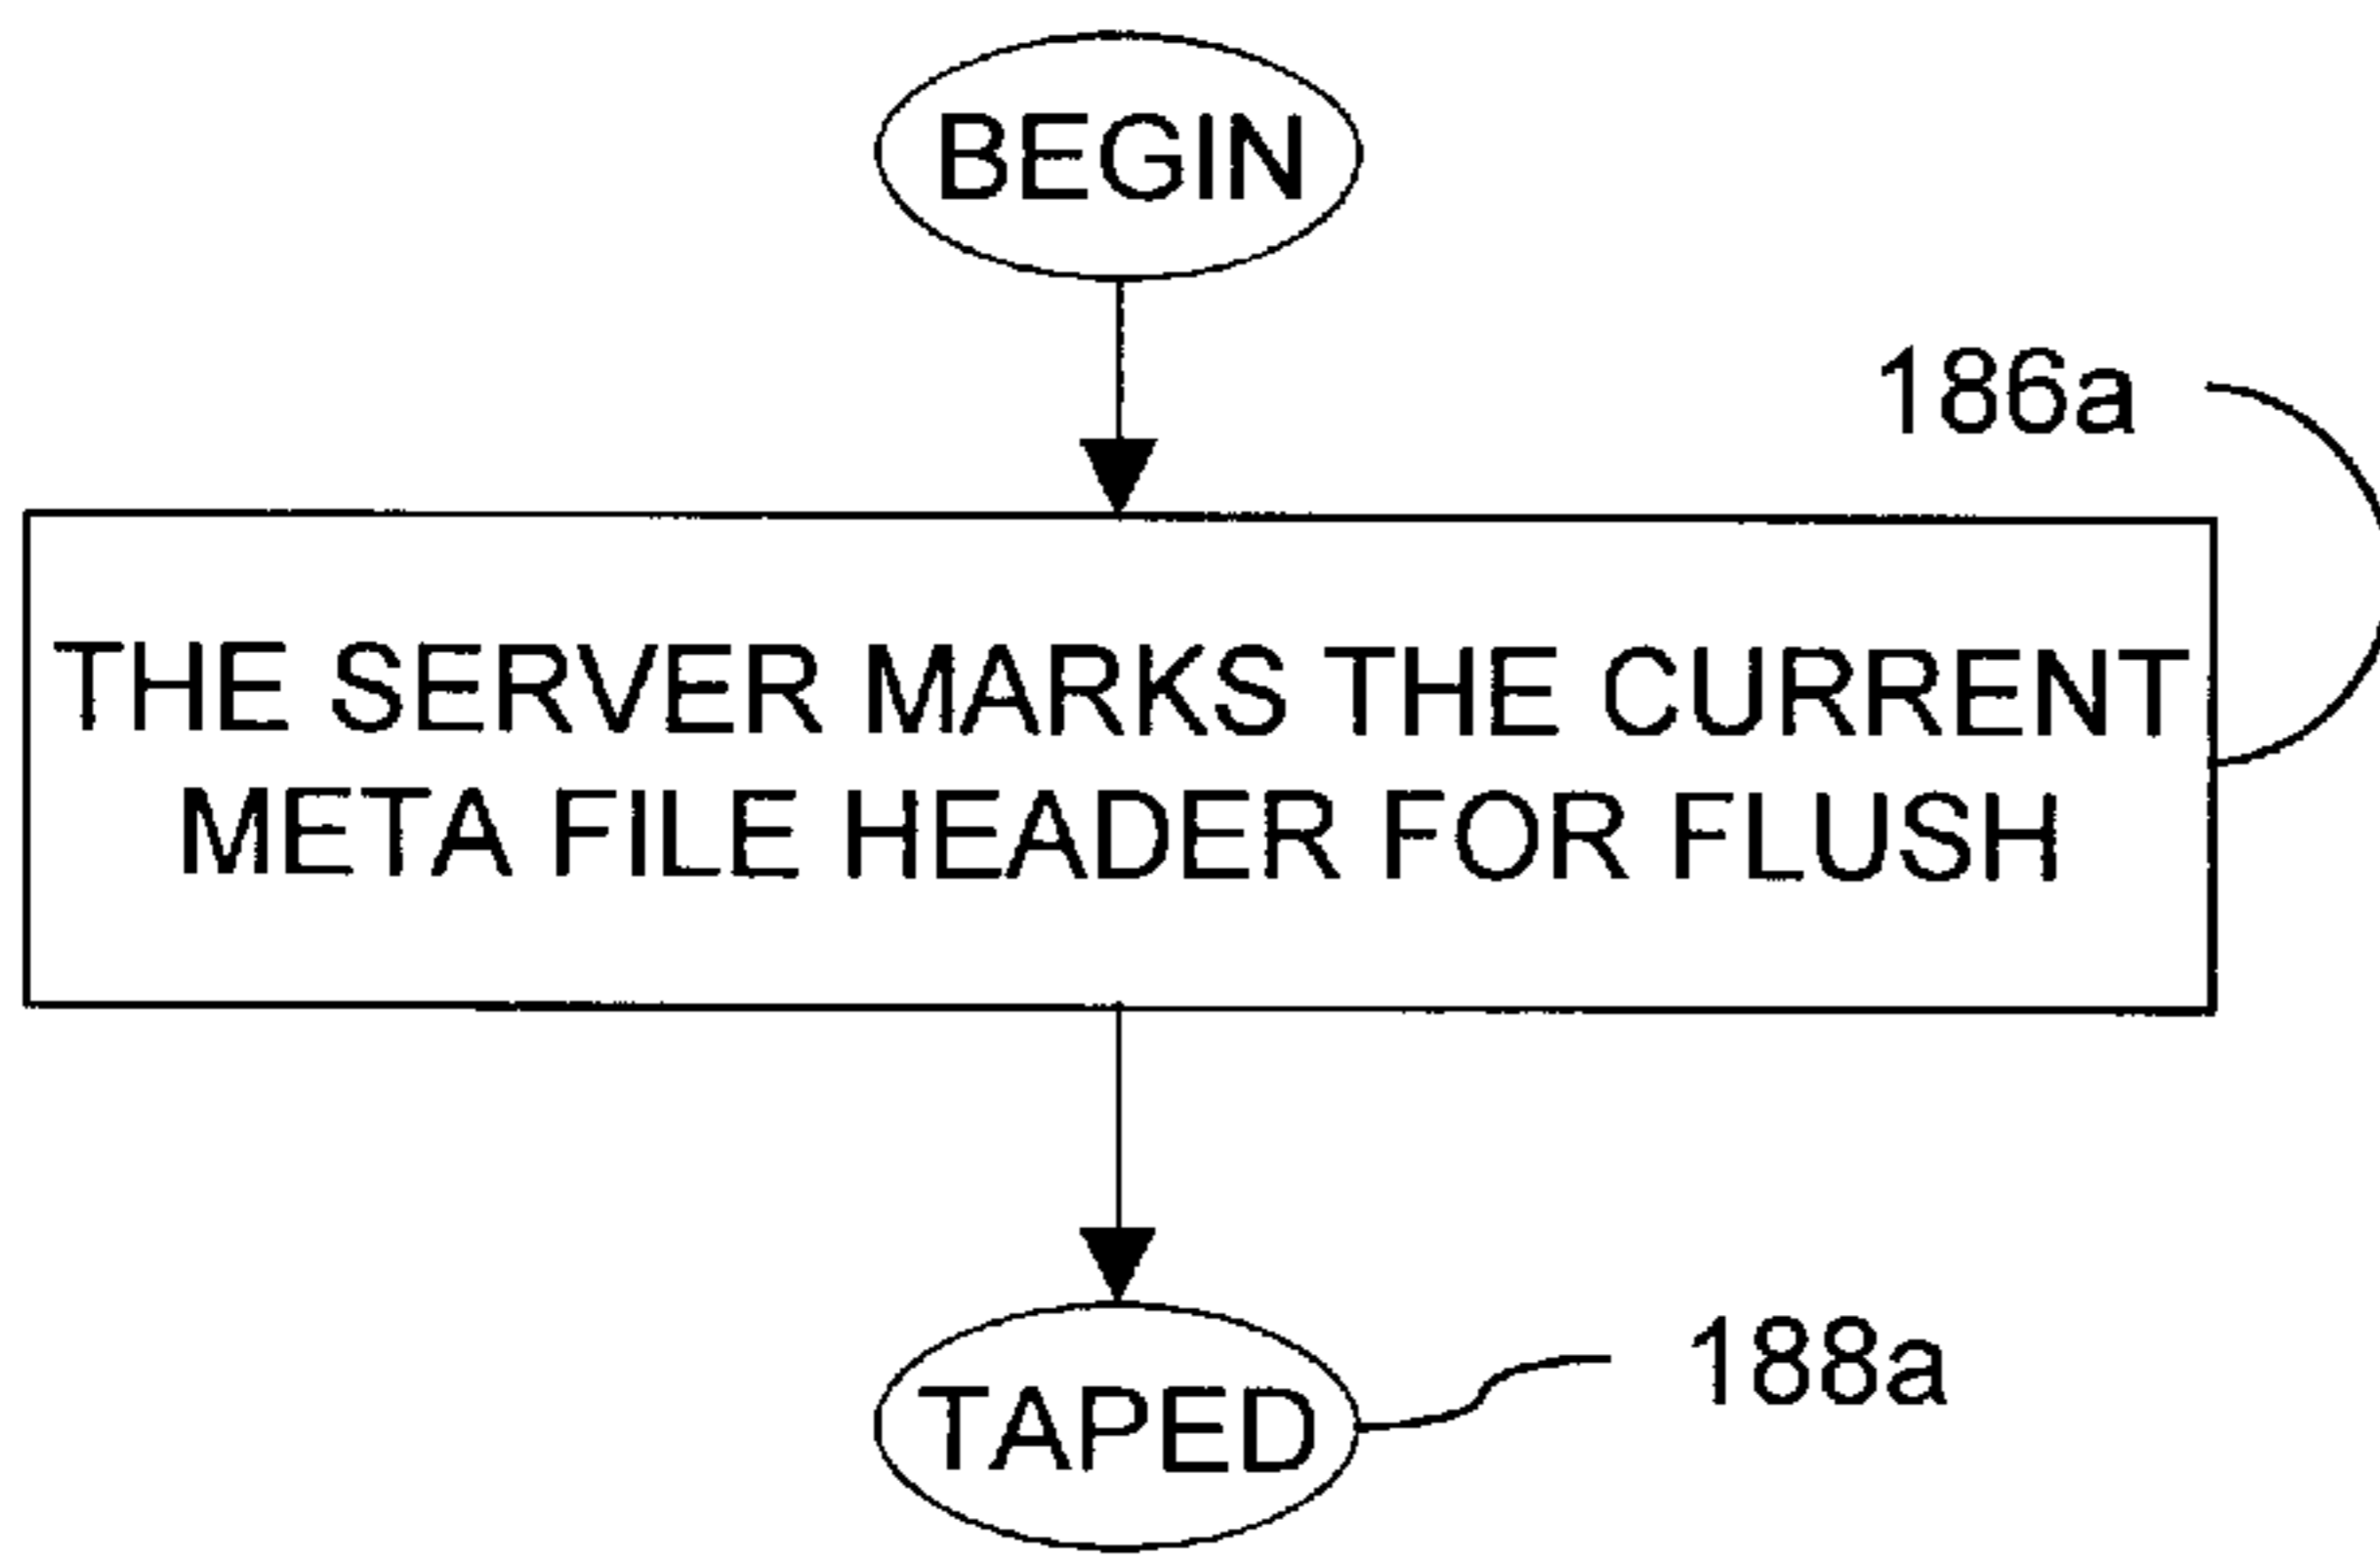 BEGIN
186a
THE SERVER MARKS THE CURRENT
META FILE HEADER FOR FLUSH
TAPED
188a